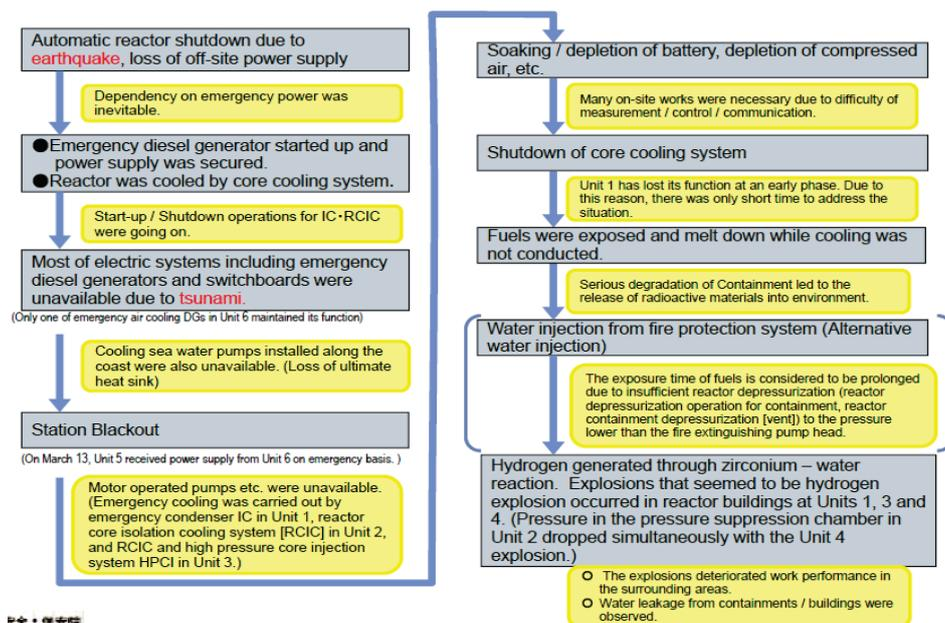 Automatic reactor shutdown due to
earthquake, loss of off-site power supply
Dependency on emergency power was
inevitable.
●Emergency diesel generator started up and
power supply was secured.
●Reactor was cooled by core cooling system.
Start-up / Shutdown operations for IC・RCIC
were going on.
Most of electric systems including emergency
diesel generators and switchboards were
unavailable due to tsunami.
(Only one of emergency air cooling DGs in Unit 6 maintained its function)
Cooling sea water pumps installed along the
coast were also unavailable. (Loss of ultimate
heat sink)
Station Blackout
(On March 13, Unit 5 received power supply from Unit 6 on emergency basis. )
Motor operated pumps etc. were unavailable.
(Emergency cooling was carried out by
emergency condenser IC in Unit 1, reactor
core isolation cooling system [RCIC] in Unit 2,
and RCIC and high pressure core injection
system HPCI in Unit 3.)
Soaking / depletion of battery, depletion of compressed
air, etc.
Many on-site works were necessary due to difficulty of
measurement / control / communication.
Shutdown of core cooling system
Unit 1 has lost its function at an early phase. Due to
this reason, there was only short time to address the
situation.
Fuels were exposed and melt down while cooling was
not conducted.
Serious degradation of Containment led to the
release of radioactive materials into environment.
Water injection from fire protection system (Alternative
water injection)
The exposure time of fuels is considered to be prolonged
due to insufficient reactor depressurization (reactor
depressurization operation for containment, reactor
containment depressurization [vent]) to the pressure
lower than the fire extinguishing pump head.
Hydrogen generated through zirconium – water
reaction.  Explosions that seemed to be hydrogen
explosion occurred in reactor buildings at Units 1, 3 and
4. (Pressure in the pressure suppression chamber in
Unit 2 dropped simultaneously with the Unit 4
explosion.)
O The explosions deteriorated work performance in
the surrounding areas.
O Water leakage from containments / buildings were
observed.